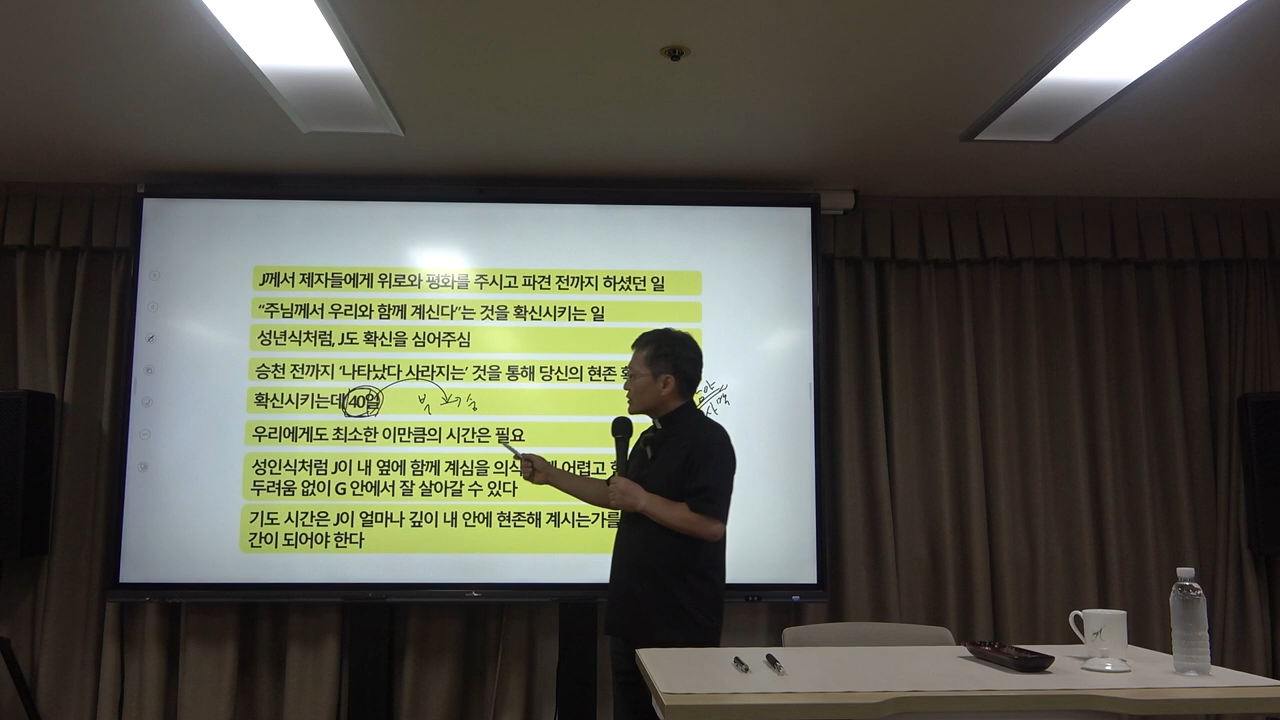 J께서 제자들에게 위로와 평화를 주시고 파견 전까지 하셨던 일
“주님께서 우리와 함께 계신다”는 것을 확신시키는 일
성년식처럼, J도 확신을 심어주심
승천 전까지 ‘나타났다 사라지는’ 것을 통해 당신의 현존
확신시키는데 40일
우리에게도 최소한 이만큼의 시간은 필요
성인식처럼 J이 내 옆에 함께 계심을 어렵고
두려움 없이 G 안에서 잘 살아갈 수 있다
기도 시간은 J이 얼마나 깊이 내 안에 현존해 계시는가를
간이 되어야 한다